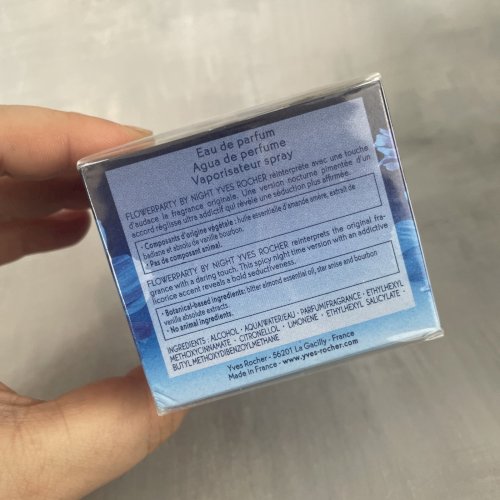 Eau de parfum
Agua de perfume
Vaporisateur spray
FLOWERPARTY BY NIGHT YVES ROCHER réinterprète avec une touche
d'audace la fragrance originale. Une version nocturne pimentée d'un
accord réglisse ultra addictif qui révèle une séduction plus affirmée.
• Composants d'origine végétale : huile essentielle d'amande amère, extrait de
badiane et absolu de vanille bourbon.
• Pas de composant animal.
FLOWERPARTY BY NIGHT YVES ROCHER reinterprets the original fra-
grance with a daring touch. This spicy night time version with an addictive
licorice accent reveals a bold seductiveness.
• Botanical-based ingredients: bitter almond essential oil, star anise and bourbon
vanilla absolute extracts.
• No animal ingredients.
INGREDIENTS : ALCOHOL • AQUA/WATER/EAU • PARFUM/FRAGRANCE • ETHYLHEXYL
METHOXYCINNAMATE • CITRONELLOL • LIMONENE • ETHYLHEXYL SALICYLATE •
BUTYL METHOXYDIBENZOYLMETHANE
Yves Rocher - 56201 La Gacilly - France
Made in France - www.yves-rocher.com